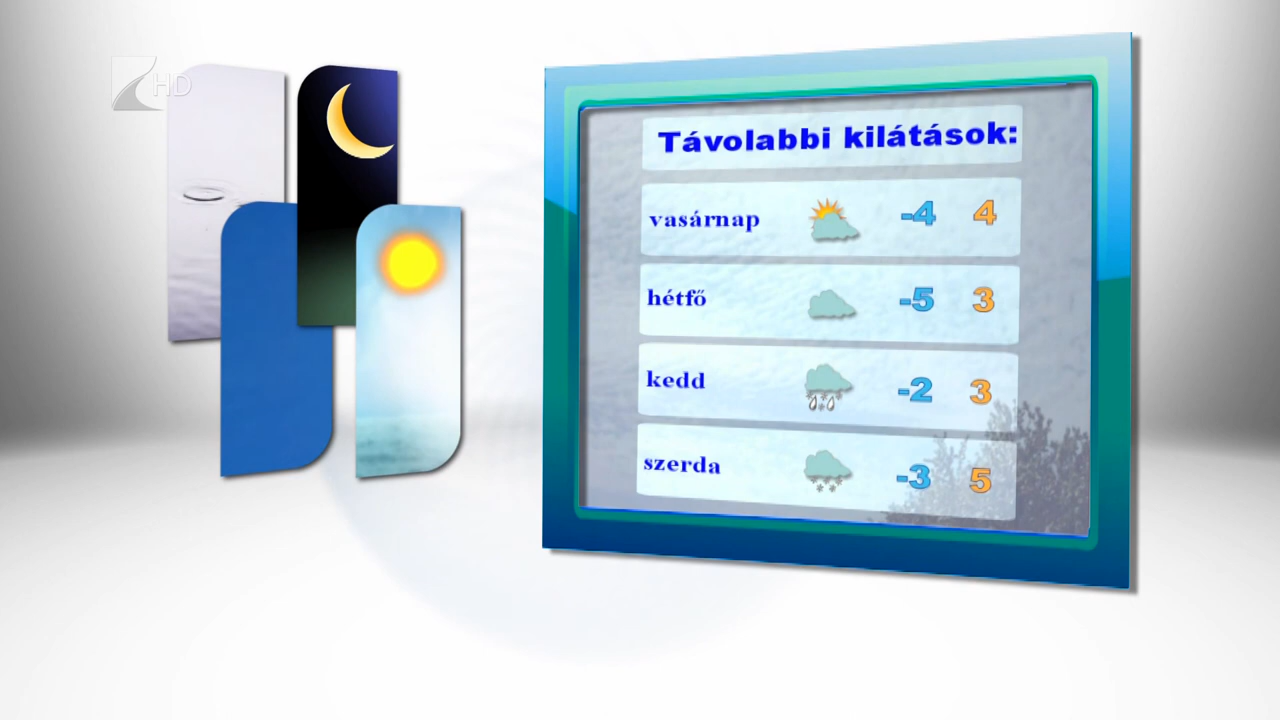 HD
Távolabbi kilátások:
vasárnap -4 4
hétfő -5 3
kedd -2 3
szerda -3 5